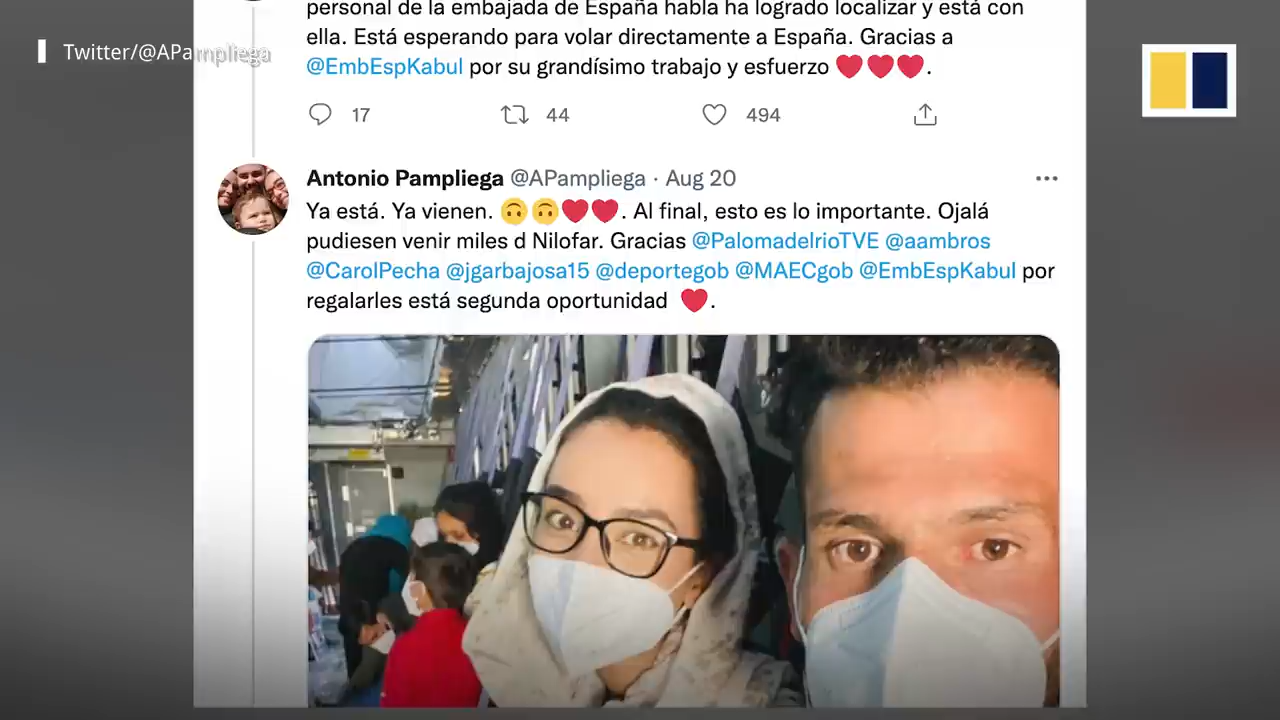 personal de la embajada de España habla ha logrado localizar y está con
Twitter/@APampliega
ella. Está esperando para volar directamente a España. Gracias a
@EmbEspKabul por su grandísimo trabajo y esfuerzo ❤️❤️❤️.
17 44 494
Antonio Pampliega @APampliega · Aug 20
Ya está. Ya vienen. 🙃🙃❤️❤️. Al final, esto es lo importante. Ojalá
pudiesen venir miles d Nilofar. Gracias @PalomadelrioTVE @aambros
@CarolPecha @jgarbajosa15 @deportegob @MAECgob @EmbEspKabul por
regalarles está segunda oportunidad ❤️.